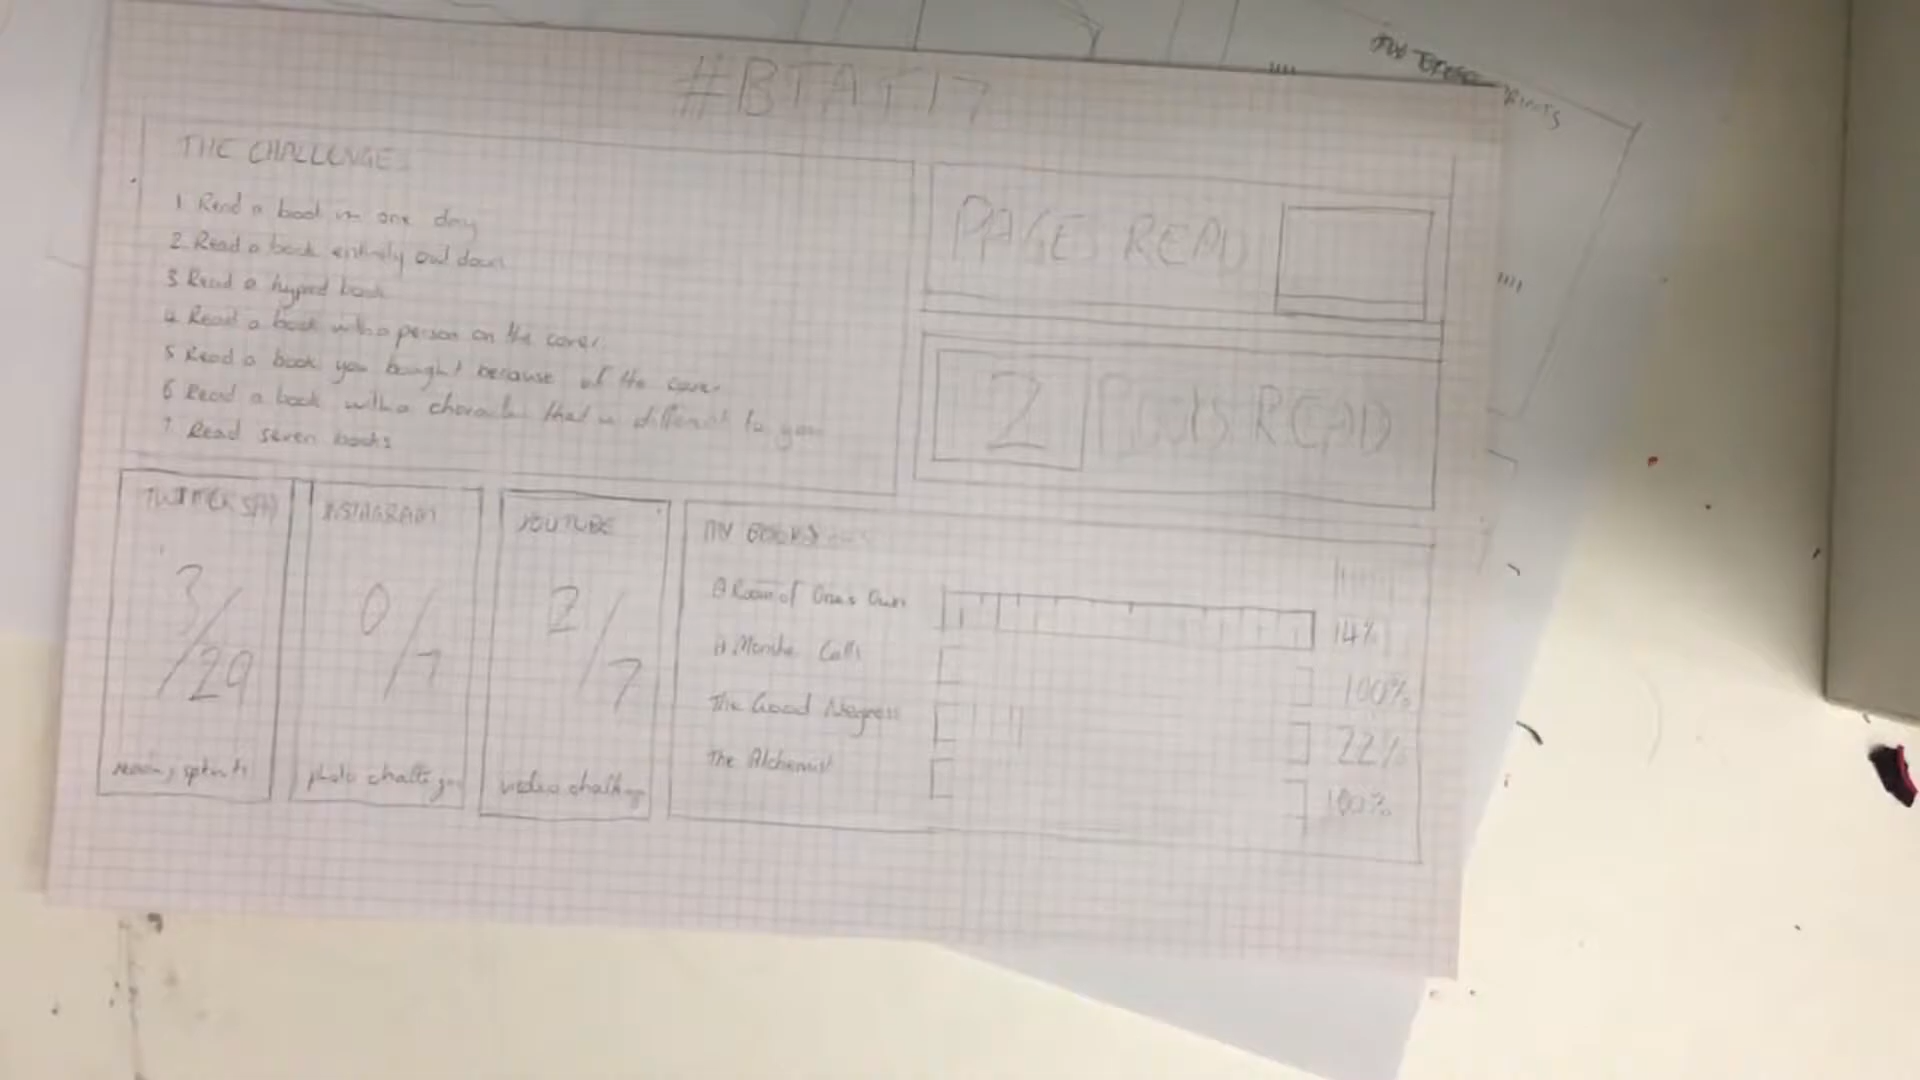 #BTAT17
THE CHALLENGE
1 Read a book in one day
2 Read a book entirely outdoors
3 Read a hyped book
4 Read a book with a person on the cover
5 Read a book you bought because of the cover
6 Read a book with a character that is different to you
7 Read seven books
PAGES READ
2 BOOKS READ
TWITTER
3/29
INSTAGRAM
0/7
photo challenges
YOUTUBE
2/7
video challenges
MY BOOKS
A Room of One's Own 14%
A Monster Calls 100%
The Good Negress 22%
The Alchemist 100%